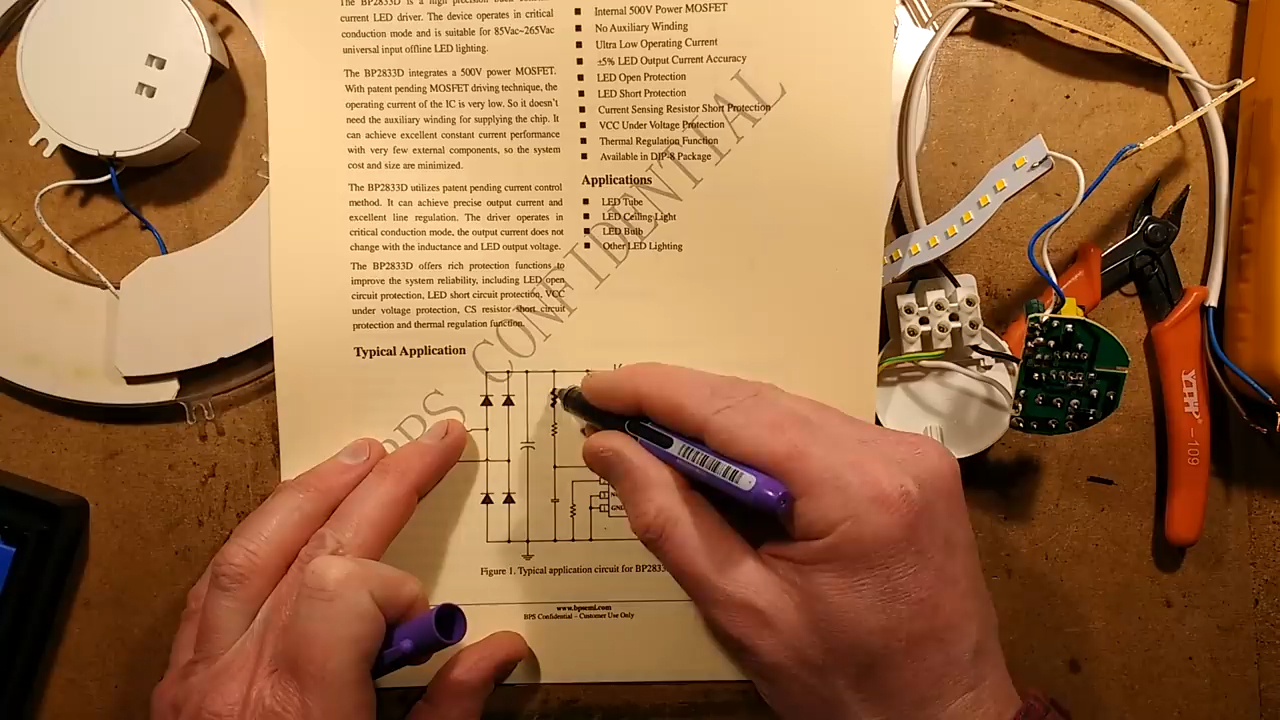 The BP2833D is a high precision buck
current LED driver. The device operates in critical
conduction mode and is suitable for 85Vac~265Vac
universal input offline LED lighting.
The BP2833D integrates a 500V power MOSFET.
With patent pending MOSFET driving technique, the
operating current of the IC is very low. So it doesn't
need the auxiliary winding for supplying the chip. It
can achieve excellent constant current performance
with very few external components, so the system
cost and size are minimized.
The BP2833D utilizes patent pending current control
method. It can achieve precise output current and
excellent line regulation. The driver operates in
critical conduction mode, the output current does not
change with the inductance and LED output voltage.
The BP2833D offers rich protection functions to
improve the system reliability, including LED open
circuit protection, LED short circuit protection, VCC
under voltage protection, CS resistor short circuit
protection and thermal regulation function.
■ Internal 500V Power MOSFET
■ No Auxiliary Winding
■ Ultra Low Operating Current
■ ±5% LED Output Current Accuracy
■ LED Open Protection
■ LED Short Protection
■ Current Sensing Resistor Short Protection
■ VCC Under Voltage Protection
■ Thermal Regulation Function
■ Available in DIP-8 Package
Applications
■ LED Tube
■ LED Ceiling Light
■ LED Bulb
■ Other LED Lighting
BPS CONFIDENTIAL
Typical Application
GND
Figure 1. Typical application circuit for BP2833
www.bpsemi.com
BPS Confidential – Customer Use Only
YTH -109